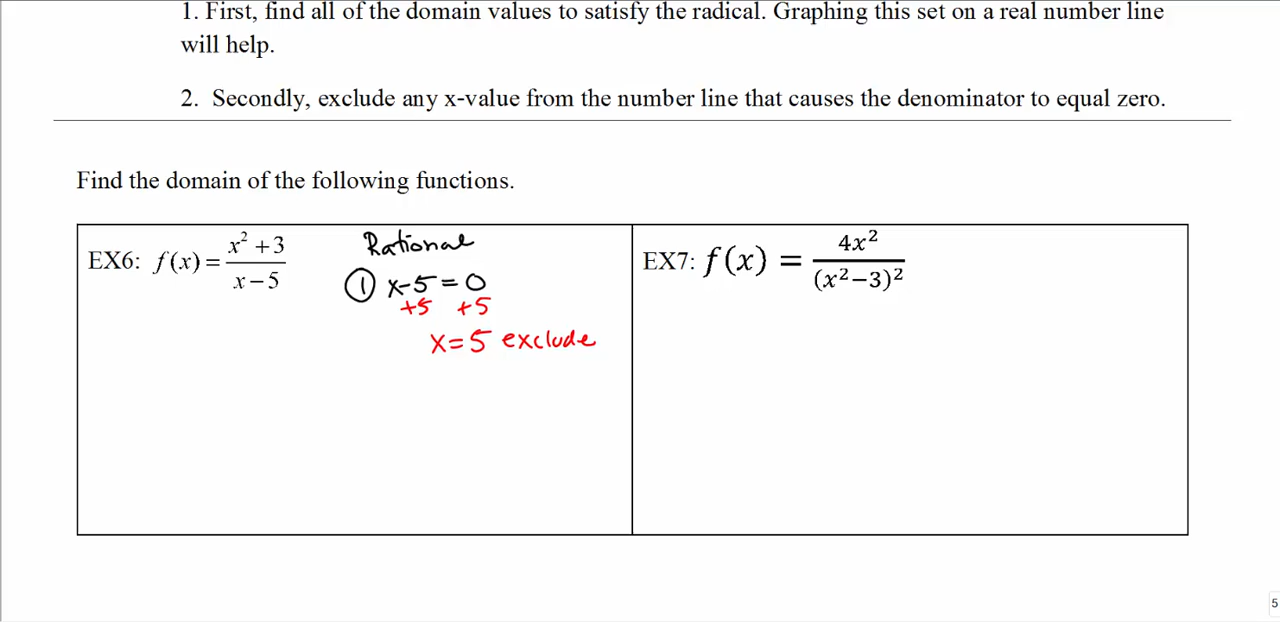 1. First, find all of the domain values to satisfy the radical. Graphing this set on a real number line
will help.
2. Secondly, exclude any x-value from the number line that causes the denominator to equal zero.
Find the domain of the following functions.
EX6: f(x) = (x² + 3)/(x − 5)
Rational
① x-5=0
+5 +5
x=5 exclude
EX7: f(x) = 4x²/(x²−3)²
5